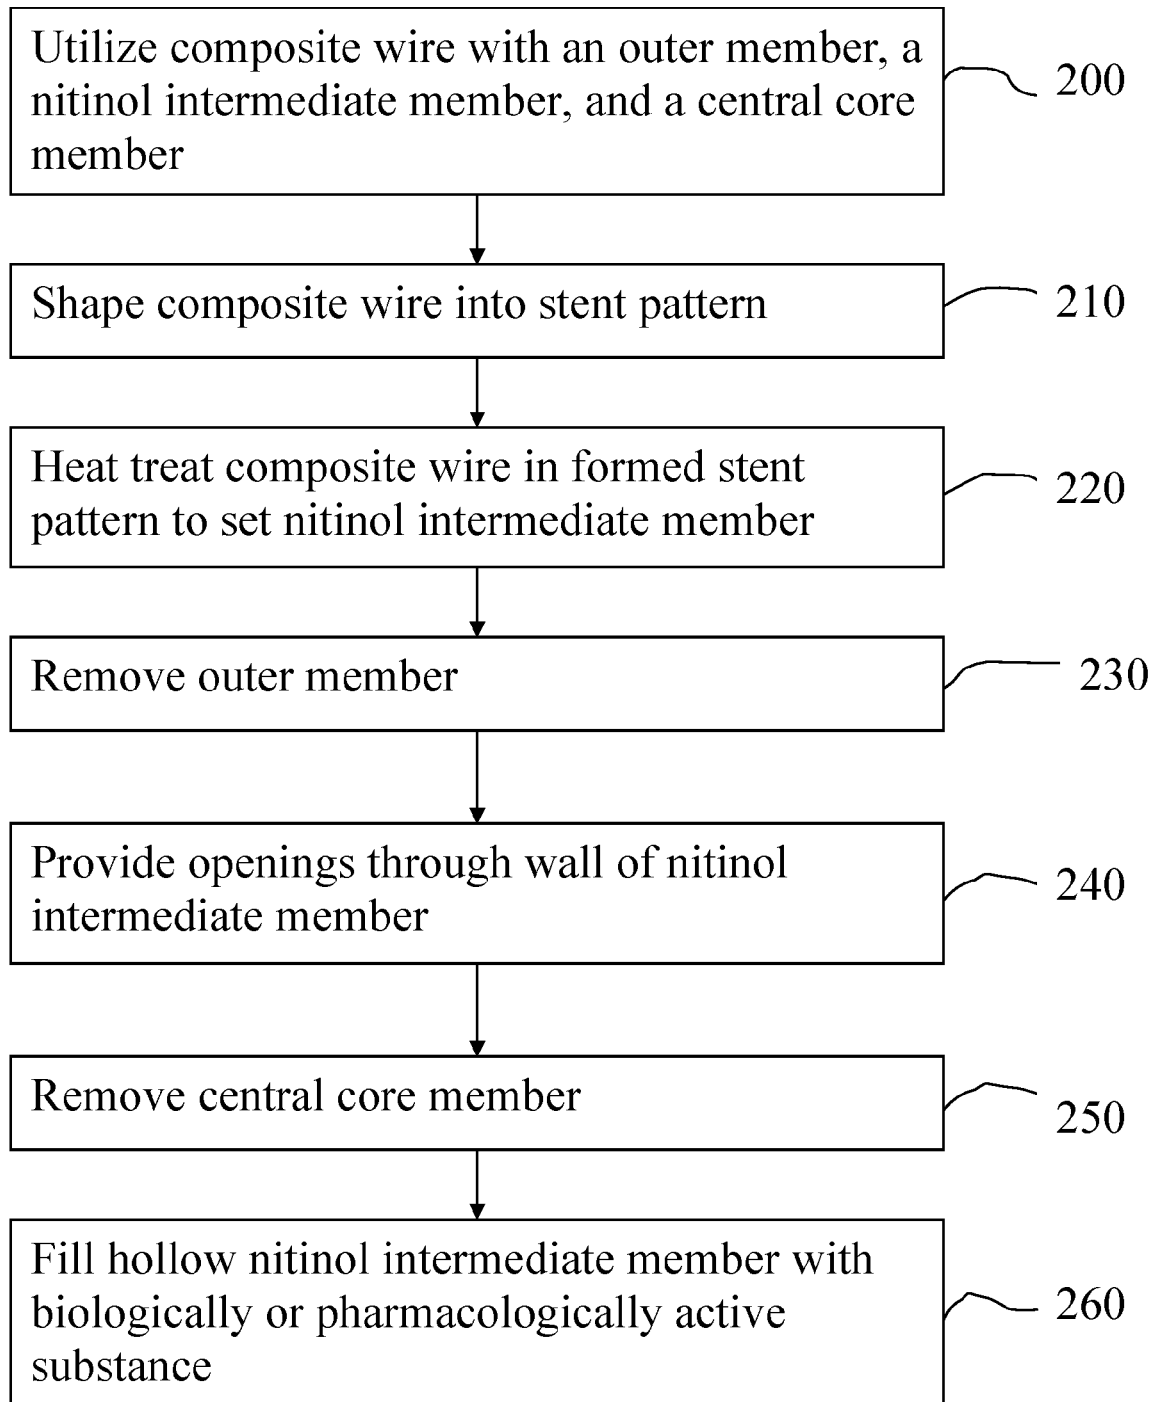 Utilize composite wire with an outer member, a
nitinol intermediate member, and a central core
member
200
Shape composite wire into stent pattern
210
Heat treat composite wire in formed stent
pattern to set nitinol intermediate member
220
Remove outer member
230
Provide openings through wall of nitinol
intermediate member
240
Remove central core member
250
Fill hollow nitinol intermediate member with
biologically or pharmacologically active
substance
260